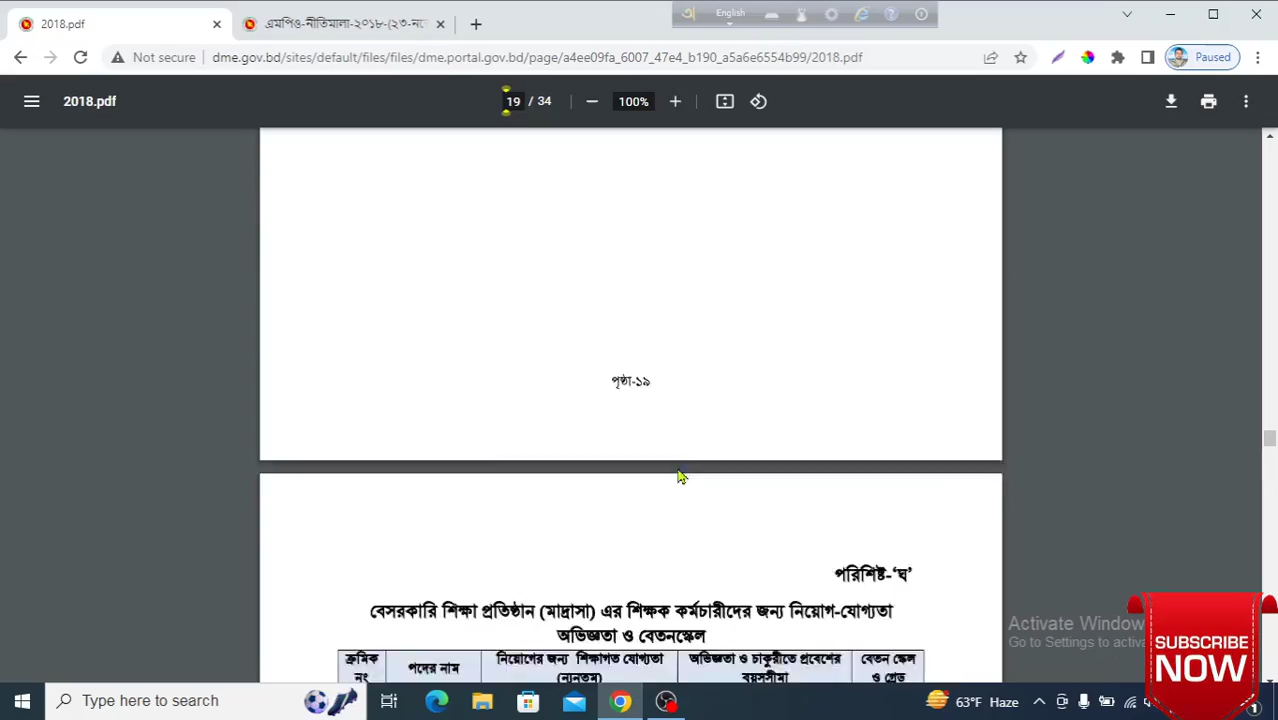 2018.pdf
এমপিও-নীতিমালা-২০১৮-(২৩-নভে
English
Not secure
dme.gov.bd/sites/default/files/files/dme.portal.gov.bd/page/a4ee09fa_6007_47e4_b190_a5a6e6554b99/2018.pdf
Paused
2018.pdf
19 / 34
100%
পৃষ্ঠা-১৯
পরিশিষ্ট-‘ঘ’
বেসরকারি শিক্ষা প্রতিষ্ঠান (মাদ্রাসা) এর শিক্ষক কর্মচারীদের জন্য নিয়োগ-যোগ্যতা
অভিজ্ঞতা ও বেতনস্কেল
ক্রমিক নং
পদের নাম
নিয়োগের জন্য শিক্ষাগত যোগ্যতা (ন্যূনতম)
অভিজ্ঞতা ও চাকুরীতে প্রবেশের বয়সসীমা
বেতন স্কেল ও গ্রেড
Activate Window
Go to Settings to activa
SUBSCRIBE
NOW
Type here to search
63°F Haze